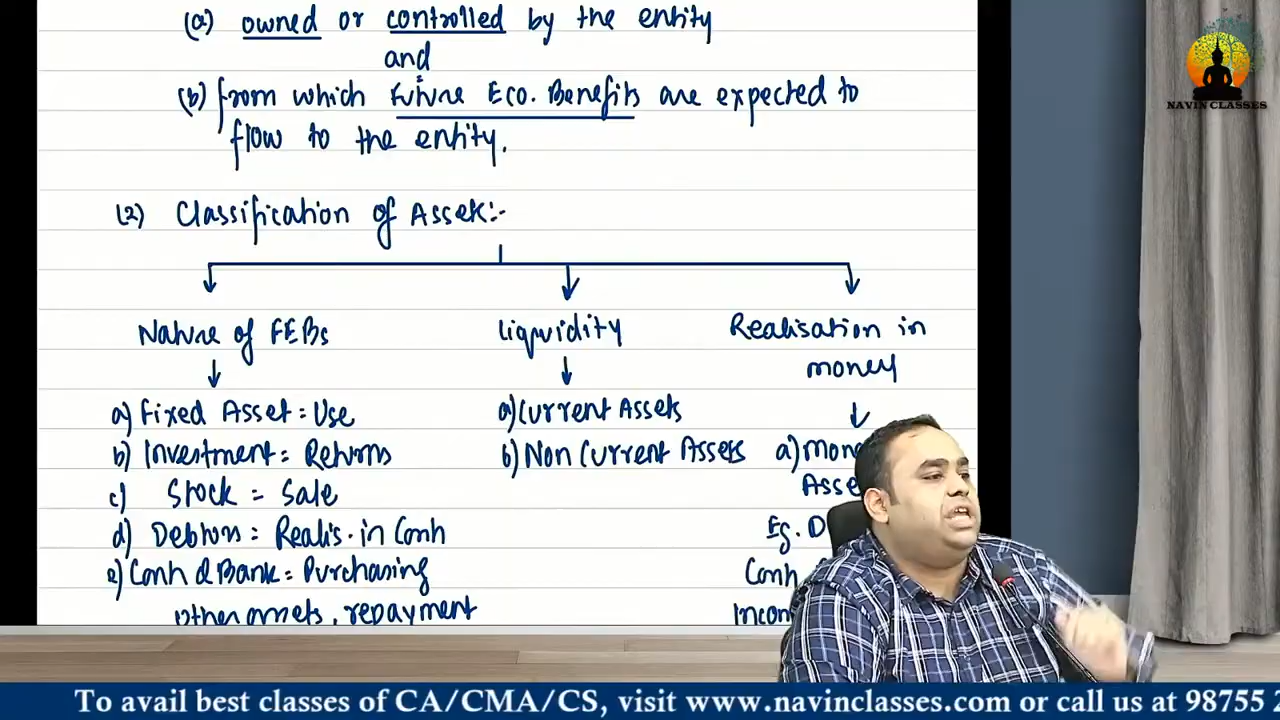 (a) owned or controlled by the entity
and
(b) from which future Eco. Benefits are expected to
flow to the entity.
NAVIN CLASSES
(2) Classification of Asset:-
Nature of FEBs
Liquidity
Realisation in
money
a) Fixed Asset = Use
b) Investment = Returns
c) Stock = Sale
d) Debtors = Realis. in Cash
e) Cash & Bank = Purchasing
other assets, repayment
a) Current Assets
b) Non Current Assets
a)
Eg.
Cash
To avail best classes of CA/CMA/CS, visit www.navinclasses.com or call us at 98755